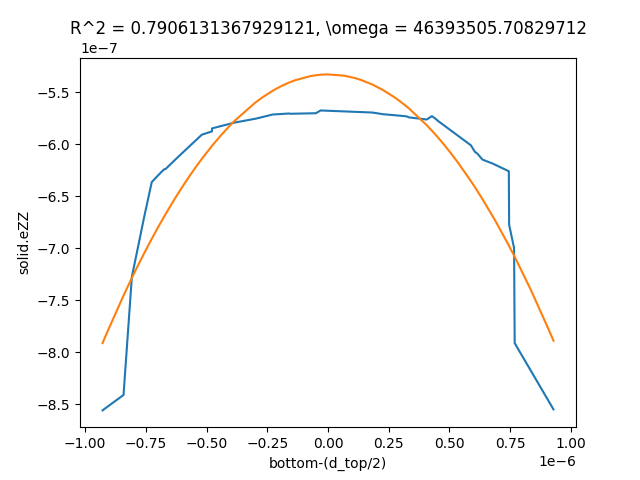 R^2 = 0.7906131367929121, \omega = 46393505.70829712
1e−7
−5.5
−6.0
−6.5
−7.0
−7.5
−8.0
−8.5
solid.eZZ
−1.00 −0.75 −0.50 −0.25 0.00 0.25 0.50 0.75 1.00
bottom-(d_top/2)
1e−6